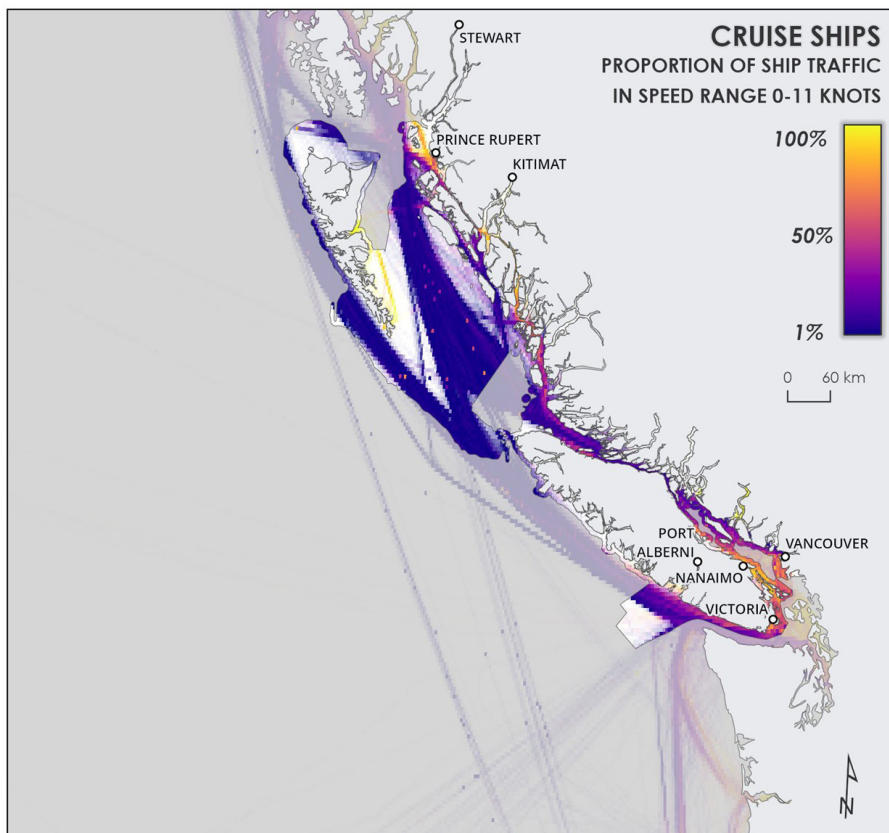 STEWART
CRUISE SHIPS
PROPORTION OF SHIP TRAFFIC
IN SPEED RANGE 0-11 KNOTS
100%
50%
1%
PRINCE RUPERT
KITIMAT
0 60 km
PORT
ALBERNI
VANCOUVER
NANAIMO
VICTORIA
N